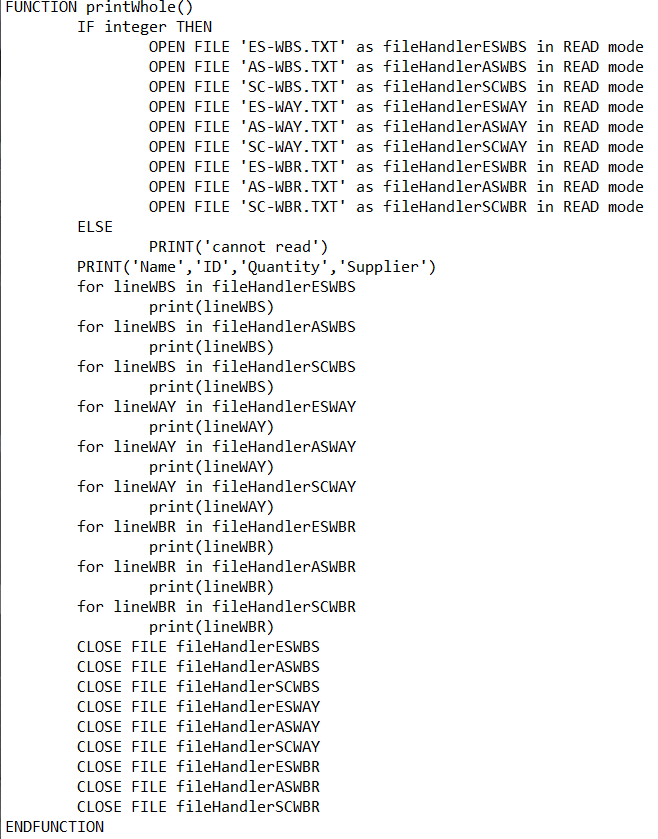 FUNCTION printWhole()
IF integer THEN
OPEN FILE 'ES-WBS.TXT' as fileHandlerESWBS in READ mode
OPEN FILE 'AS-WBS.TXT' as fileHandlerASWBS in READ mode
OPEN FILE 'SC-WBS.TXT' as fileHandlerSCWBS in READ mode
OPEN FILE 'ES-WAY.TXT' as fileHandlerESWAY in READ mode
OPEN FILE 'AS-WAY.TXT' as fileHandlerASWAY in READ mode
OPEN FILE 'SC-WAY.TXT' as fileHandlerSCWAY in READ mode
OPEN FILE 'ES-WBR.TXT' as fileHandlerESWBR in READ mode
OPEN FILE 'AS-WBR.TXT' as fileHandlerASWBR in READ mode
OPEN FILE 'SC-WBR.TXT' as fileHandlerSCWBR in READ mode
ELSE
PRINT('cannot read')
PRINT('Name','ID','Quantity','Supplier')
for lineWBS in fileHandlerESWBS
print(lineWBS)
for lineWBS in fileHandlerASWBS
print(lineWBS)
for lineWBS in fileHandlerSCWBS
print(lineWBS)
for lineWAY in fileHandlerESWAY
print(lineWAY)
for lineWAY in fileHandlerASWAY
print(lineWAY)
for lineWAY in fileHandlerSCWAY
print(lineWAY)
for lineWBR in fileHandlerESWBR
print(lineWBR)
for lineWBR in fileHandlerASWBR
print(lineWBR)
for lineWBR in fileHandlerSCWBR
print(lineWBR)
CLOSE FILE fileHandlerESWBS
CLOSE FILE fileHandlerASWBS
CLOSE FILE fileHandlerSCWBS
CLOSE FILE fileHandlerESWAY
CLOSE FILE fileHandlerASWAY
CLOSE FILE fileHandlerSCWAY
CLOSE FILE fileHandlerESWBR
CLOSE FILE fileHandlerASWBR
CLOSE FILE fileHandlerSCWBR
ENDFUNCTION